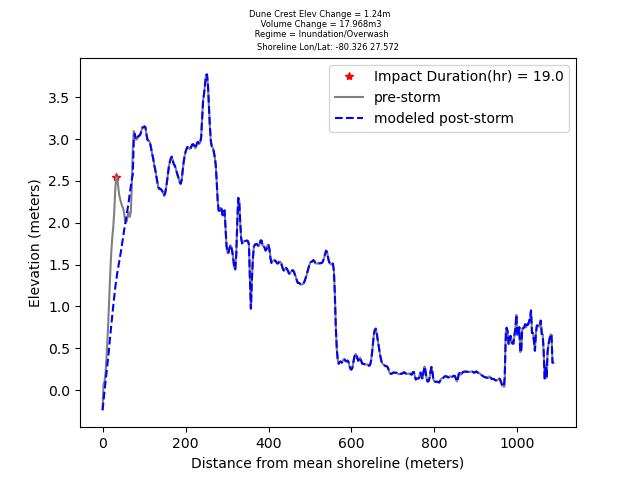 Dune Crest Elev Change = 1.24m
Volume Change = 17.968m3
Regime = Inundation/Overwash
Shoreline Lon/Lat: -80.326 27.572
Impact Duration(hr) = 19.0
pre-storm
modeled post-storm
Elevation (meters)
3.5
3.0
2.5
2.0
1.5
1.0
0.5
0.0
0 200 400 600 800 1000
Distance from mean shoreline (meters)